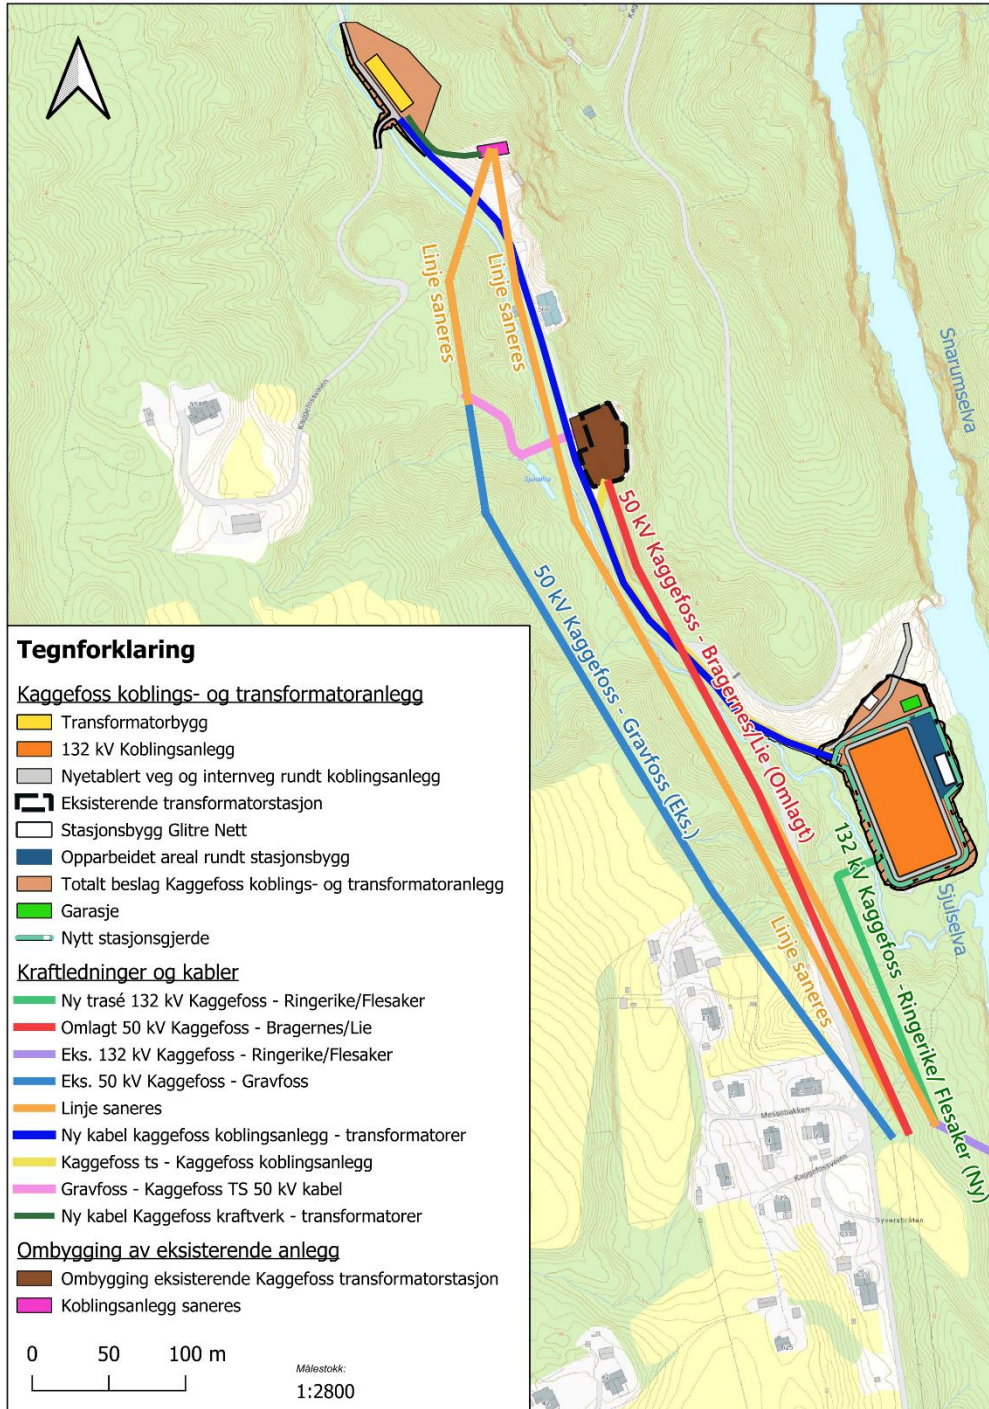 Kaggefossveien
Snarumselva
Linje saneres
Linje saneres
50 kV Kaggefoss - Bragernes/Lie (Omlagt)
50 kV Kaggefoss - Gravfoss (Eks.)
132 kV Kaggefoss -Ringerike/ Flesaker (Ny)
Sjulselva
Linje saneres
Messebakken
Kaggefossveien
Syversbråten
Tegnforklaring
Kaggefoss koblings- og transformatoranlegg
Transformatorbygg
132 kV Koblingsanlegg
Nyetablert veg og internveg rundt koblingsanlegg
Eksisterende transformatorstasjon
Stasjonsbygg Glitre Nett
Opparbeidet areal rundt stasjonsbygg
Totalt beslag Kaggefoss koblings- og transformatoranlegg
Garasje
Nytt stasjonsgjerde
Kraftledninger og kabler
Ny trasé 132 kV Kaggefoss - Ringerike/Flesaker
Omlagt 50 kV Kaggefoss - Bragernes/Lie
Eks. 132 kV Kaggefoss - Ringerike/Flesaker
Eks. 50 kV Kaggefoss - Gravfoss
Linje saneres
Ny kabel kaggefoss koblingsanlegg - transformatorer
Kaggefoss ts - Kaggefoss koblingsanlegg
Gravfoss - Kaggefoss TS 50 kV kabel
Ny kabel Kaggefoss kraftverk - transformatorer
Ombygging av eksisterende anlegg
Ombygging eksisterende Kaggefoss transformatorstasjon
Koblingsanlegg saneres
0 50 100 m
Målestokk:
1:2800